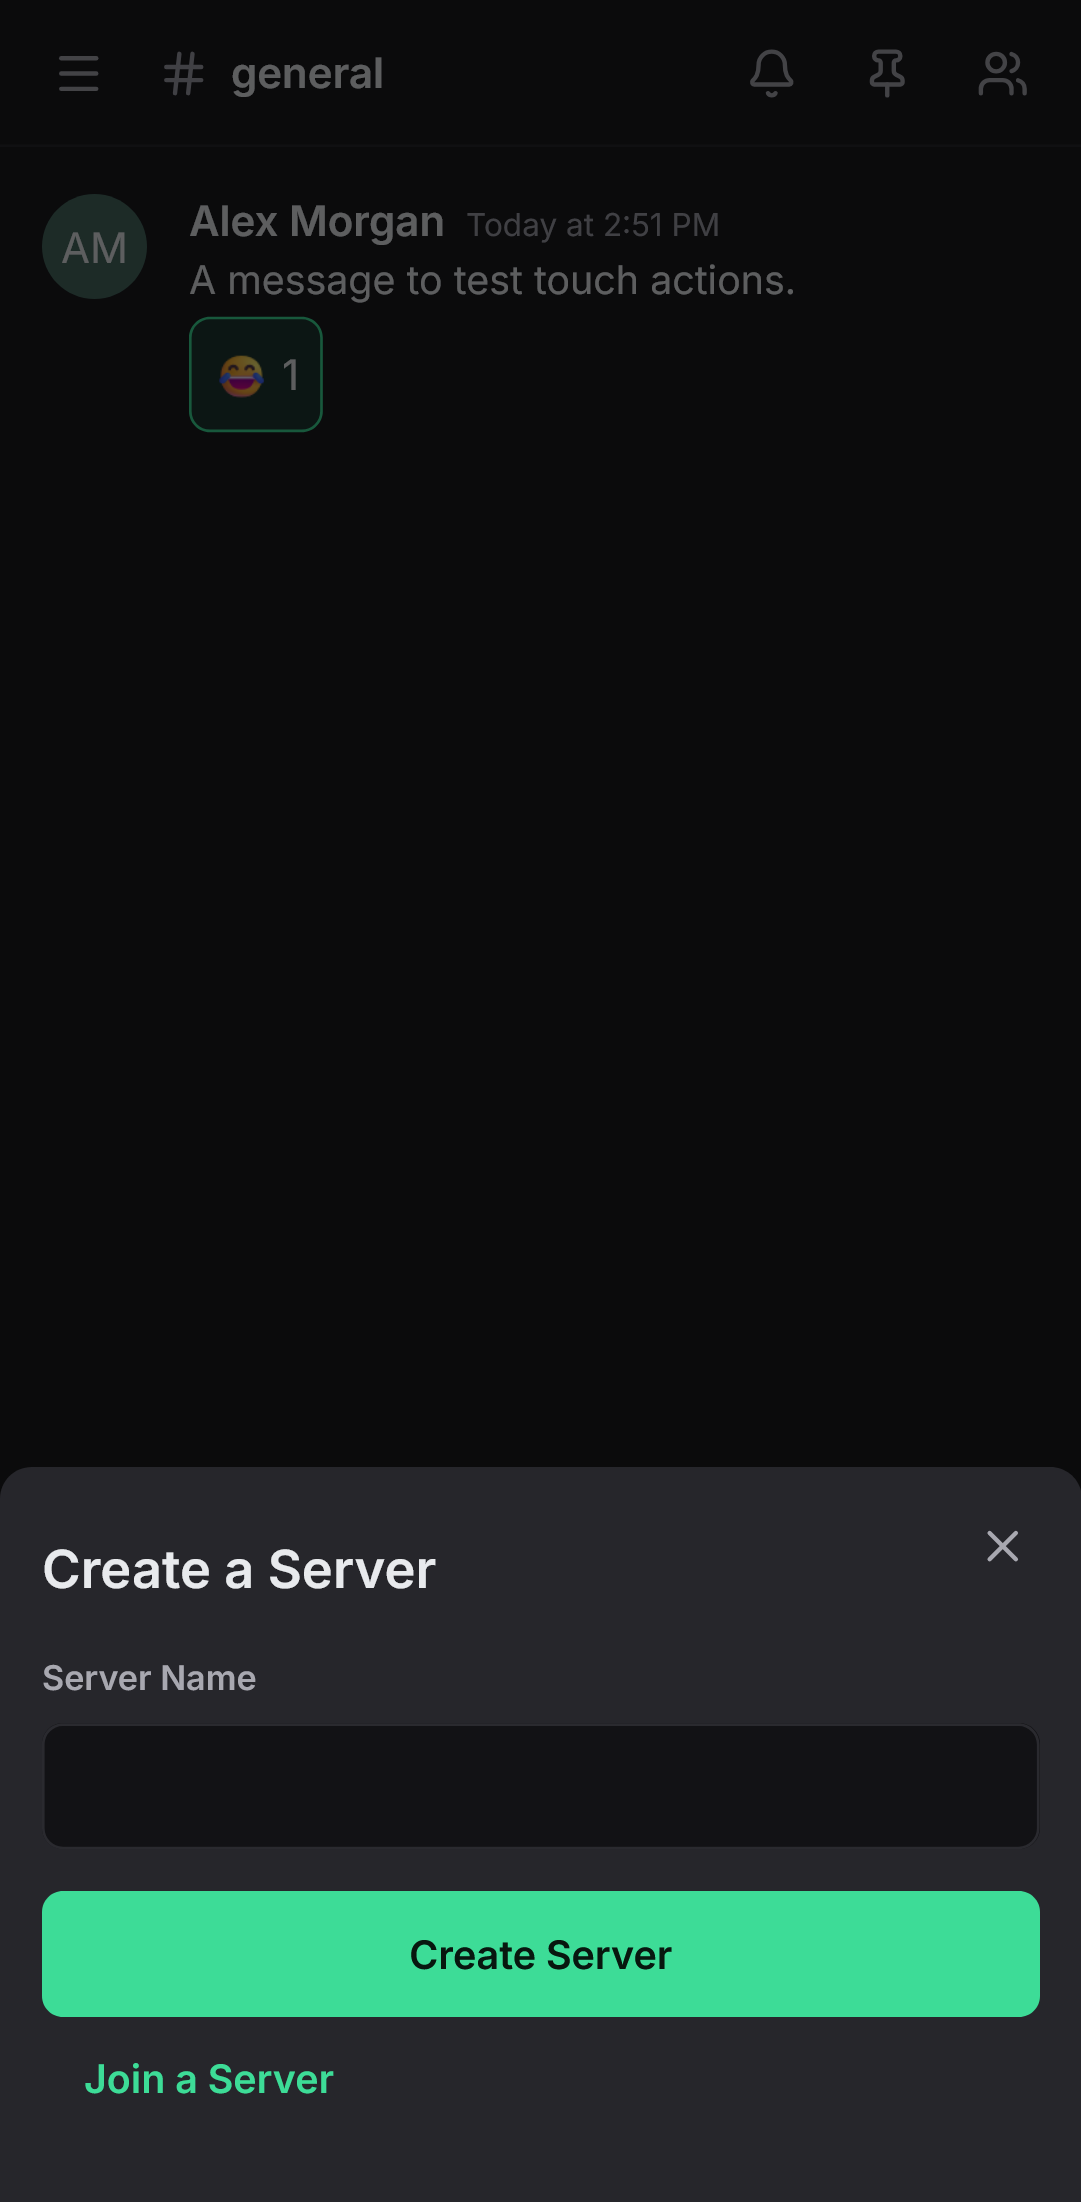 # general
AM
Alex Morgan Today at 2:51 PM
A message to test touch actions.
😂 1
Create a Server
Server Name
Create Server
Join a Server